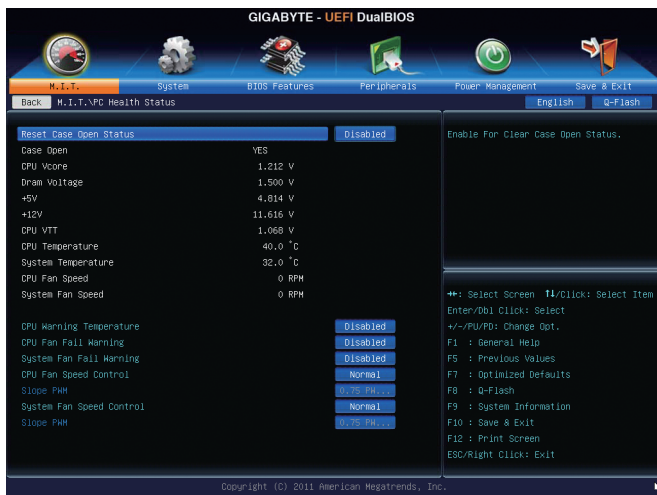 GIGABYTE - UEFI DualBIOS
M.I.T. System BIOS Features Peripherals Power Management Save & Exit
Back M.I.T.\PC Health Status English Q-Flash
Reset Case Open Status Disabled Enable For Clear Case Open Status.
Case Open YES
CPU Vcore 1.212 V
Dram Voltage 1.500 V
+5V 4.814 V
+12V 11.616 V
CPU VTT 1.068 V
CPU Temperature 40.0 °C
System Temperature 32.0 °C
CPU Fan Speed 0 RPM
System Fan Speed 0 RPM
CPU Warning Temperature Disabled
CPU Fan Fail Warning Disabled
System Fan Fail Warning Disabled
CPU Fan Speed Control Normal
Slope PWM 0.75 PW...
System Fan Speed Control Normal
Slope PWM 0.75 PW...
→←: Select Screen ↑↓/Click: Select Item
Enter/Dbl Click: Select
+/-/PU/PD: Change Opt.
F1 : General Help
F5 : Previous Values
F7 : Optimized Defaults
F8 : Q-Flash
F9 : System Information
F10 : Save & Exit
F12 : Print Screen
ESC/Right Click: Exit
Copyright (C) 2011 American Megatrends, Inc.